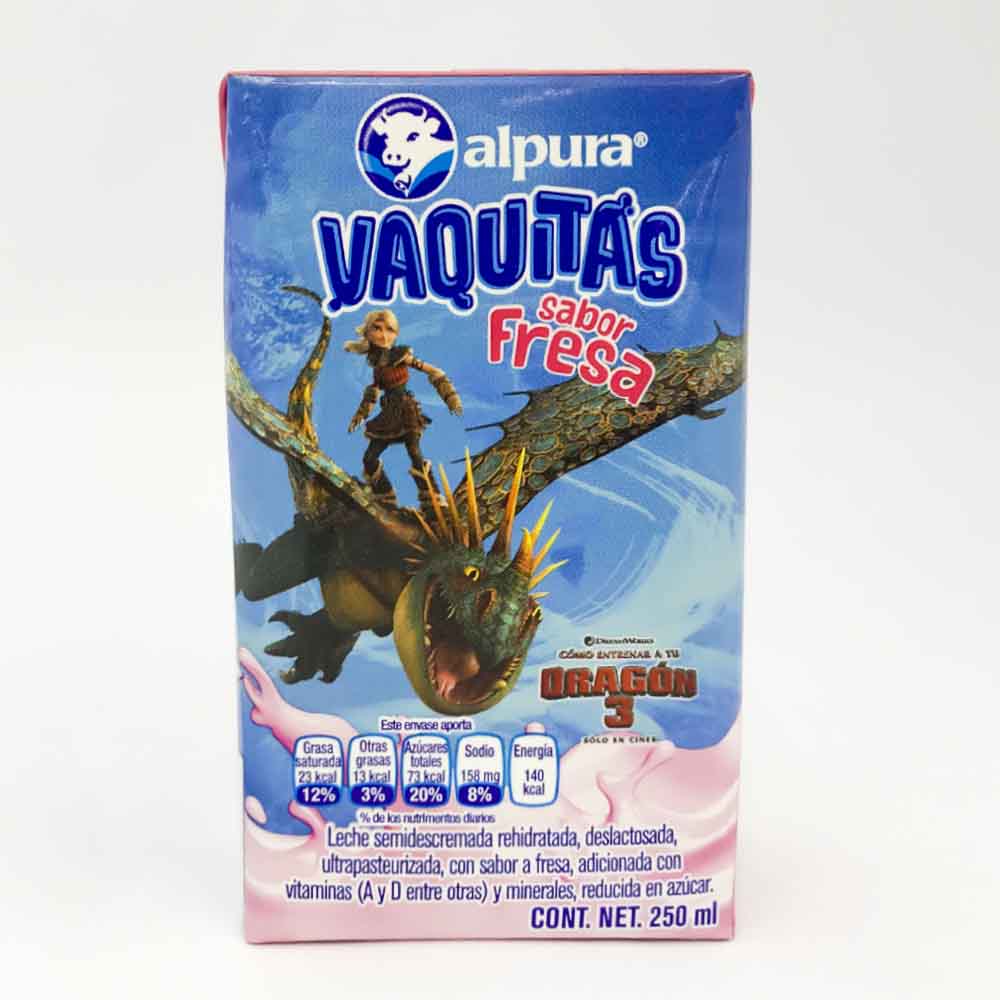 alpura®
VAQUITAS
sabor
Fresa
DREAMWORKS
CÓMO ENTRENAR A TU
DRAGÓN
3
SÓLO EN CINES
Este envase aporta
Grasa saturada 23 kcal 12%
Otras grasas 13 kcal 3%
Azúcares totales 73 kcal 20%
Sodio 158 mg 8%
Energía 140 kcal
% de los nutrimentos diarios
Leche semidescremada rehidratada, deslactosada,
ultrapasteurizada, con sabor a fresa, adicionada con
vitaminas (A y D entre otras) y minerales, reducida en azúcar.
CONT. NET. 250 ml